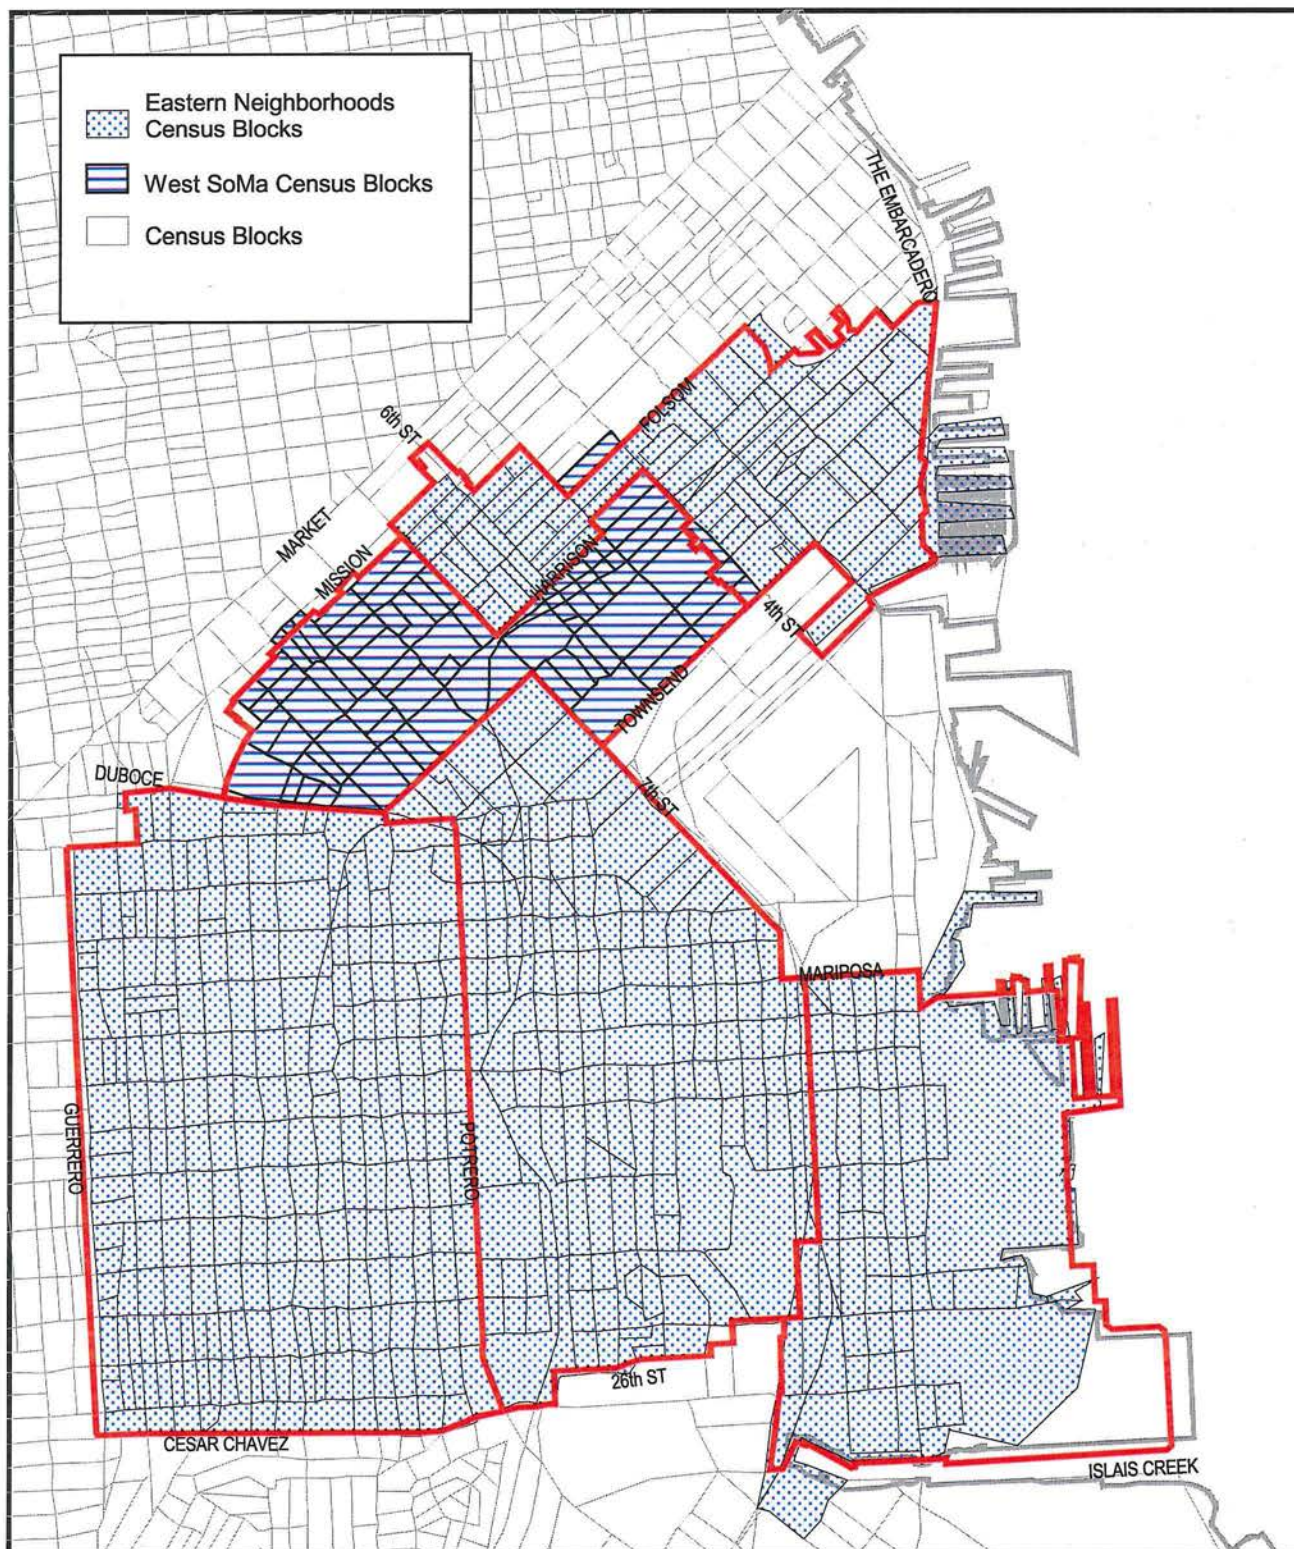 Eastern Neighborhoods
Census Blocks
West SoMa Census Blocks
Census Blocks
THE EMBARCADERO
6th ST
FOLSOM
MARKET
MISSION
HARRISON
4th ST
TOWNSEND
DUBOCE
7th ST
MARIPOSA
GUERRERO
POTRERO
26th ST
CESAR CHAVEZ
ISLAIS CREEK